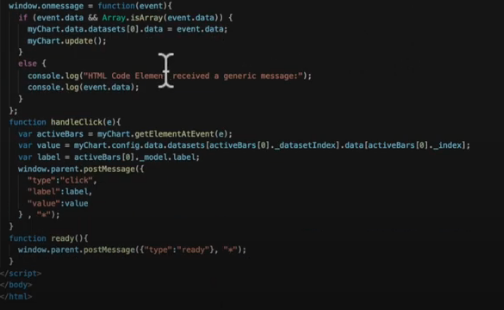 window.onmessage = function(event){
if (event.data && Array.isArray(event.data)) {
myChart.data.datasets[0].data = event.data;
myChart.update();
}
else {
console.log("HTML Code Element received a generic message:");
console.log(event.data);
}
};
function handleClick(e){
var activeBars = myChart.getElementAtEvent(e);
var value = myChart.config.data.datasets[activeBars[0]._datasetIndex].data[activeBars[0]._index];
var label = activeBars[0]._model.label;
window.parent.postMessage({
"type":"click",
"label":label,
"value":value
} , "*");
}
function ready(){
window.parent.postMessage({"type":"ready"}, "*");
}
</script>
</body>
</html>